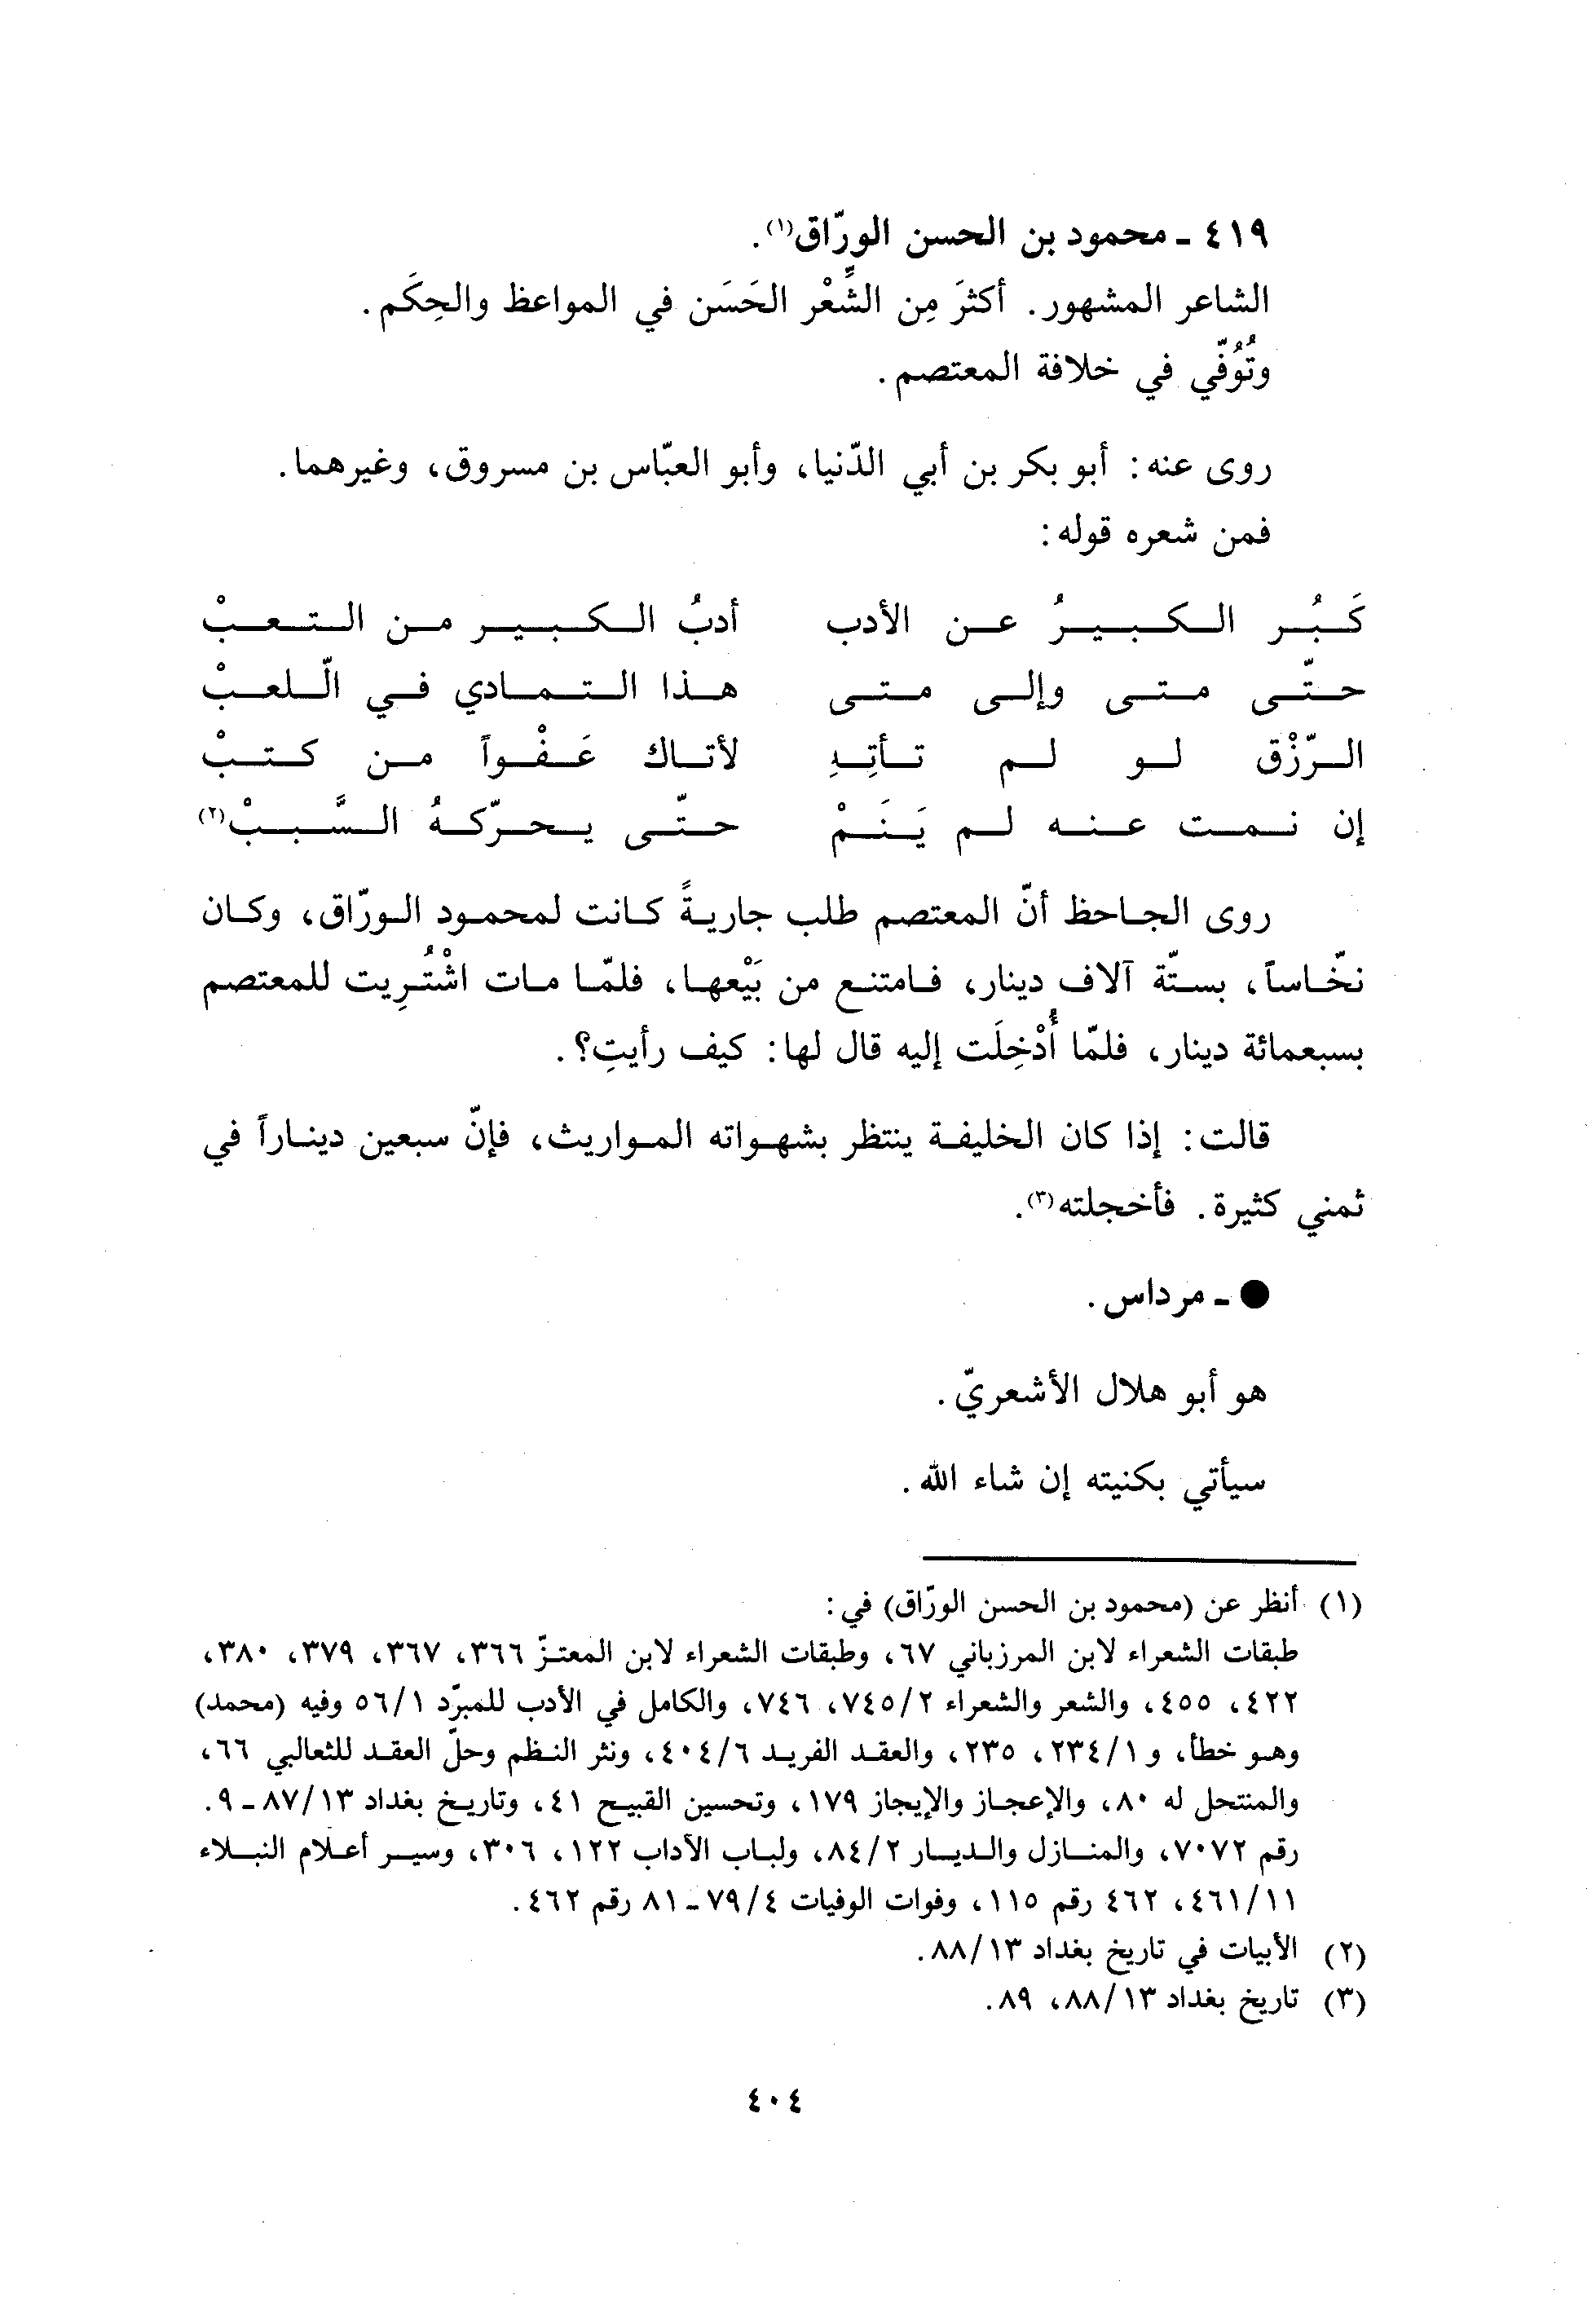 ٤١٩ ـ محمود بن الحسن الورّاق(١).
الشاعر المشهور. أكثرَ مِن الشِّعْر الحَسَن في المواعظ والحِكَم.
وتُوُفّي في خلافة المعتصم.
روى عنه: أبو بكر بن أبي الدّنيا، وأبو العبّاس بن مسروق، وغيرهما.
فمن شعره قوله:
كَبُر الكبيرُ عن الأدب أدبُ الكبير من التعبْ
حتّى متى وإلى متى هذا التمادي في الّلعبْ
الرّزْق لو لم تأتِهِ لأتاك عَفْواً من كتبْ
إن نمت عنه لم يَنَمْ حتّى يحرّكهُ السَّببْ(٢)
روى الجاحظ أنّ المعتصم طلب جاريةً كانت لمحمود الورّاق، وكان
نخّاساً، بستّة آلاف دينار، فامتنع من بَيْعها، فلمّا مات اشْتُرِيت للمعتصم
بسبعمائة دينار، فلمّا أُدْخِلَت إليه قال لها: كيف رأيتِ؟.
قالت: إذا كان الخليفة ينتظر بشهواته المواريث، فإنّ سبعين ديناراً في
ثمني كثيرة. فأخجلته(٣).
● ـ مرداس.
هو أبو هلال الأشعريّ.
سيأتي بكنيته إن شاء الله.
(١) أنظر عن (محمود بن الحسن الورّاق) في:
طبقات الشعراء لابن المرزباني ٦٧، وطبقات الشعراء لابن المعتزّ ٣٦٦، ٣٦٧، ٣٧٩، ٣٨٠،
٤٢٢، ٤٥٥، والشعر والشعراء ٧٤٥/٢، ٧٤٦، والكامل في الأدب للمبرّد ٥٦/١ وفيه (محمد)
وهو خطأ، و ٢٣٤/١، ٢٣٥، والعقد الفريد ٤٠٤/٦، ونثر النظم وحلّ العقد للثعالبي ٦٦،
والمنتحل له ٨٠، والإعجاز والإيجاز ١٧٩، وتحسين القبيح ٤١، وتاريخ بغداد ٨٧/١٣ ـ ٩.
رقم ٧٠٧٢، والمنازل والديار ٨٤/٢، ولباب الآداب ١٢٢، ٣٠٦، وسير أعلام النبلاء
٤٦١/١١، ٤٦٢ رقم ١١٥، وفوات الوفيات ٧٩/٤ ـ ٨١ رقم ٤٦٢.
(٢) الأبيات في تاريخ بغداد ٨٨/١٣.
(٣) تاريخ بغداد ٨٨/١٣، ٨٩.
٤٠٤